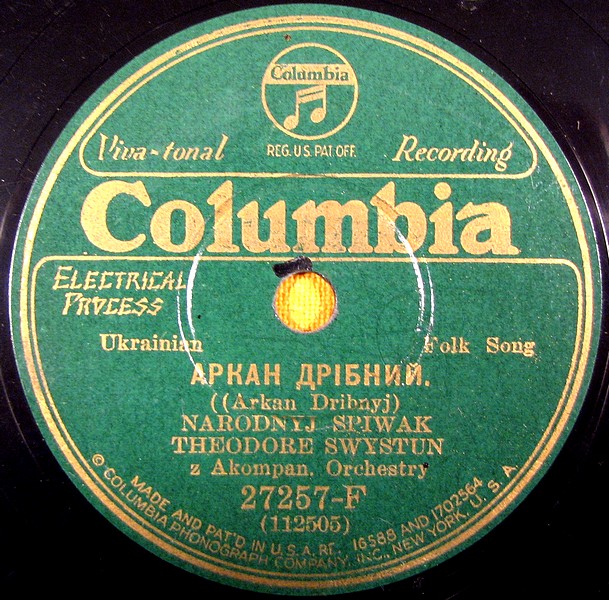 Columbia
Viva-tonal REG. U.S. PAT. OFF. Recording
Columbia
ELECTRICAL
PROCESS
Ukrainian Folk Song
АРКАН ДРІБНИЙ.
((Arkan Dribnyj)
NARODNYJ SPIWAK
THEODORE SWYSTUN
z Akompan. Orchestry
27257-F
(112505)
MADE AND PAT'D IN U.S.A. RE. 16588 AND 1702564
© COLUMBIA PHONOGRAPH COMPANY, INC., NEW YORK, U.S.A.